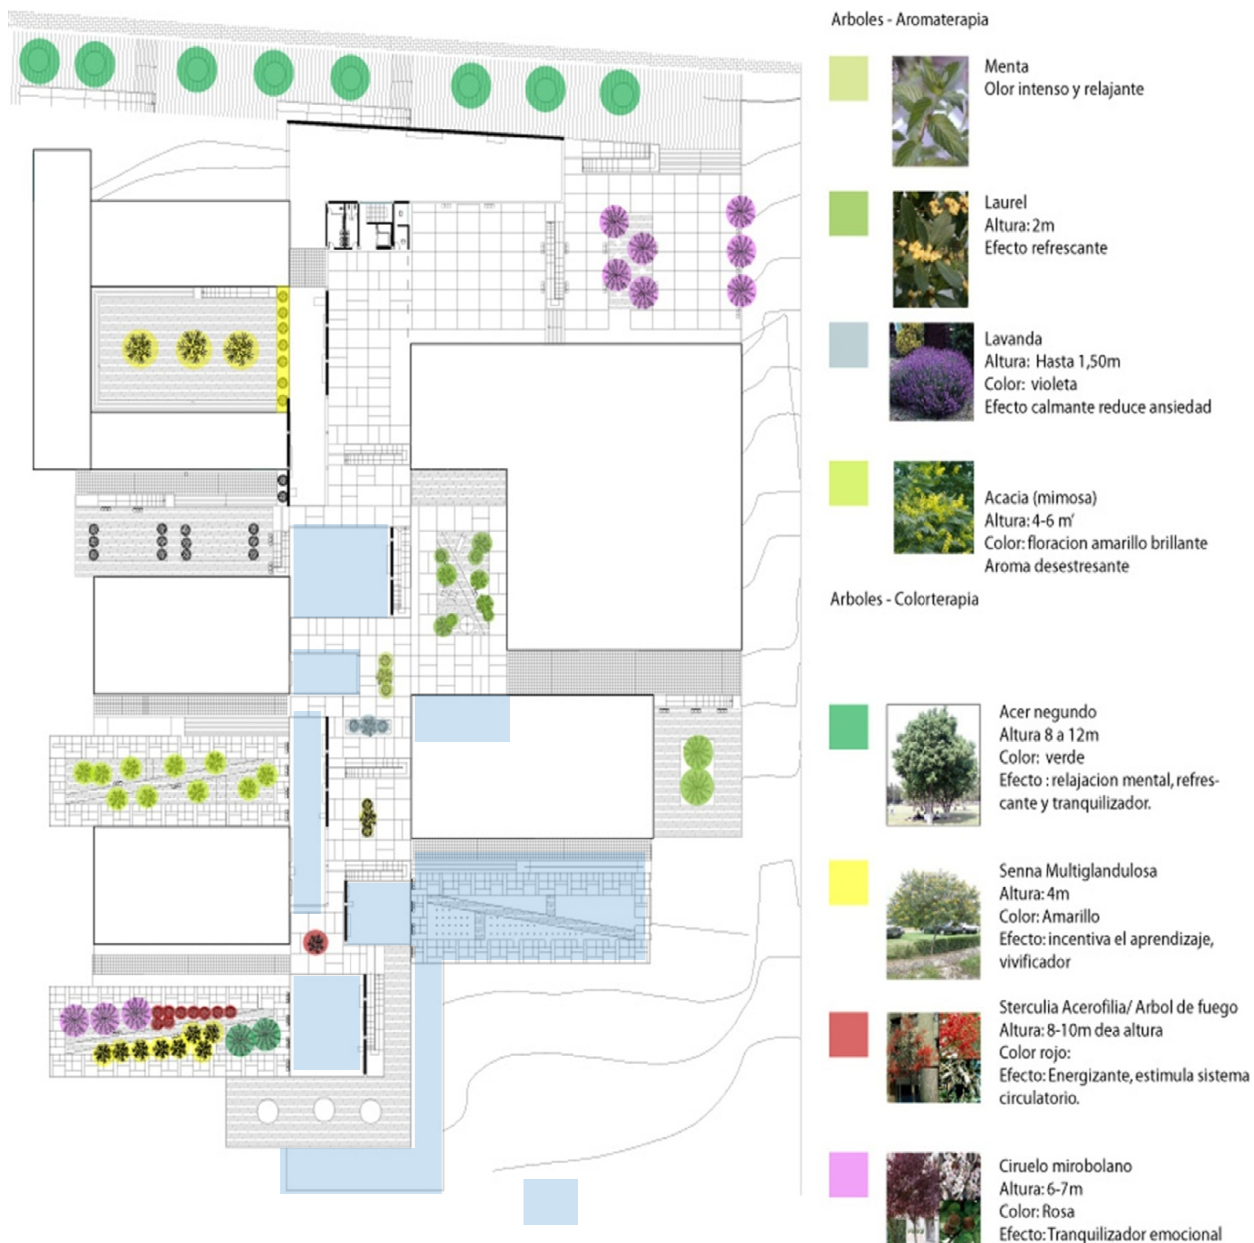 Arboles - Aromaterapia
Menta
Olor intenso y relajante
Laurel
Altura: 2m
Efecto refrescante
Lavanda
Altura: Hasta 1,50m
Color: violeta
Efecto calmante reduce ansiedad
Acacia (mimosa)
Altura: 4-6 m'
Color: floracion amarillo brillante
Aroma desestresante
Arboles - Colorterapia
Acer negundo
Altura 8 a 12m
Color: verde
Efecto : relajacion mental, refres-
cante y tranquilizador.
Senna Multiglandulosa
Altura: 4m
Color: Amarillo
Efecto: incentiva el aprendizaje,
vivificador
Sterculia Acerofilia/ Arbol de fuego
Altura: 8-10m dea altura
Color rojo:
Efecto: Energizante, estimula sistema
circulatorio.
Ciruelo mirobolano
Altura: 6-7m
Color: Rosa
Efecto: Tranquilizador emocional